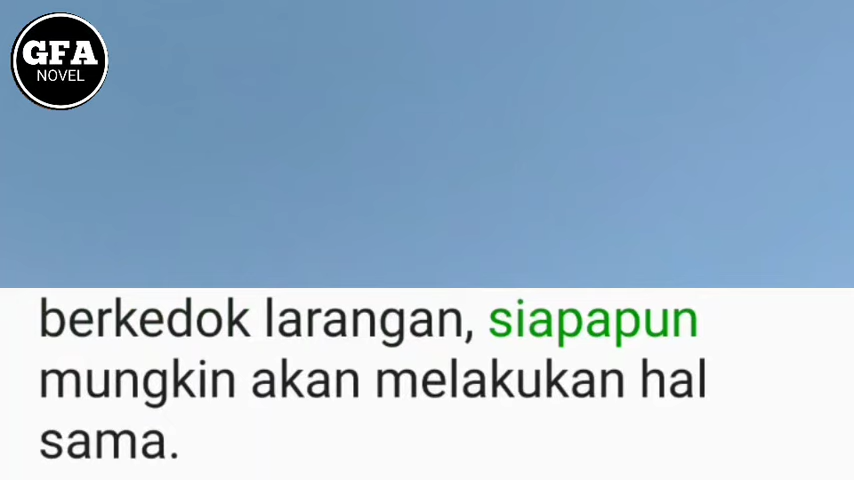 GFA
NOVEL
berkedok larangan, siapapun
mungkin akan melakukan hal
sama.